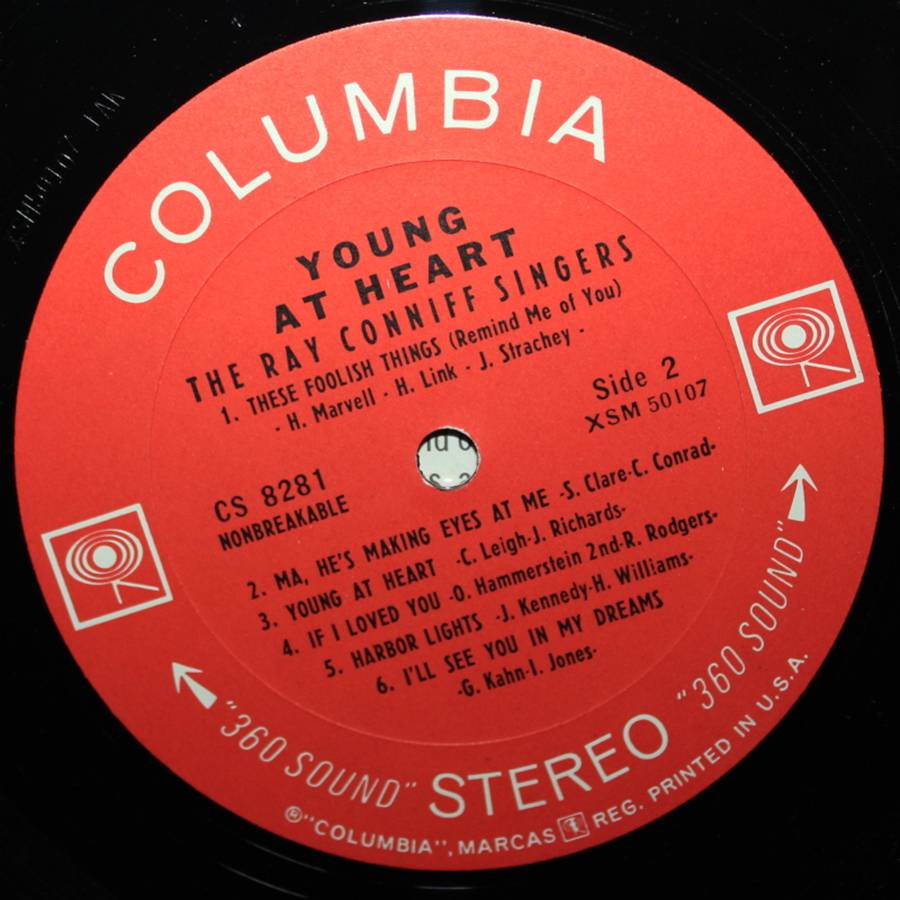 COLUMBIA
YOUNG
AT HEART
THE RAY CONNIFF SINGERS
1. THESE FOOLISH THINGS (Remind Me of You)
- H. Marvell - H. Link - J. Strachey -
Side 2
XSM 50107
CS 8281
NONBREAKABLE
2. MA, HE'S MAKING EYES AT ME -S. Clare-C. Conrad-
3. YOUNG AT HEART -C. Leigh-J. Richards-
4. IF I LOVED YOU -O. Hammerstein 2nd-R. Rodgers-
5. HARBOR LIGHTS -J. Kennedy-H. Williams-
6. I'LL SEE YOU IN MY DREAMS
-G. Kahn-I. Jones-
"360 SOUND" STEREO "360 SOUND"
® "COLUMBIA", MARCAS REG. PRINTED IN U.S.A.